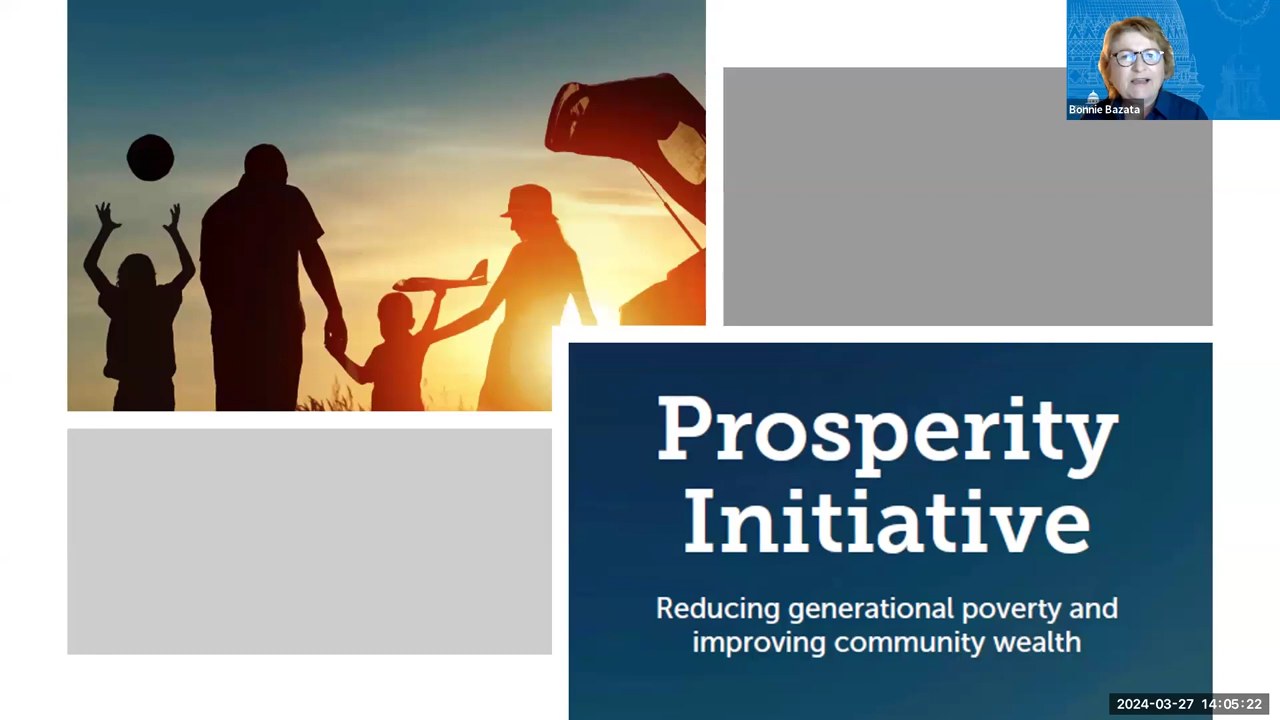 Bonnie Bazata
Prosperity
Initiative
Reducing generational poverty and
improving community wealth
2024-03-27 14:05:22